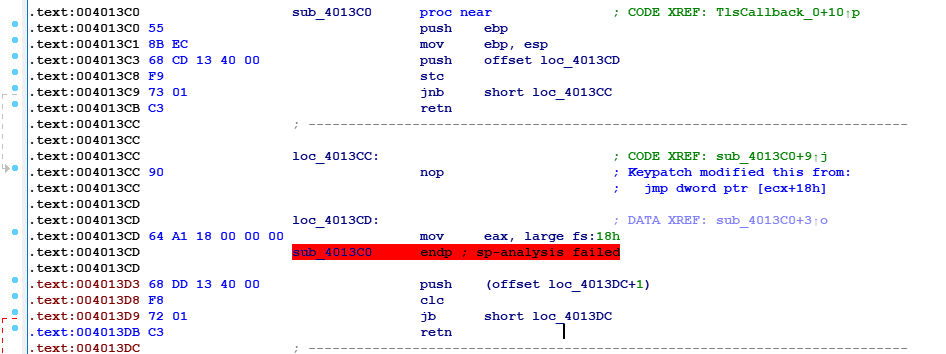 .text:004013C0 sub_4013C0 proc near ; CODE XREF: TlsCallback_0+10↑p
.text:004013C0 55 push ebp
.text:004013C1 8B EC mov ebp, esp
.text:004013C3 68 CD 13 40 00 push offset loc_4013CD
.text:004013C8 F9 stc
.text:004013C9 73 01 jnb short loc_4013CC
.text:004013CB C3 retn
.text:004013CC ; ---------------------------------------------------------------------------
.text:004013CC
.text:004013CC loc_4013CC: ; CODE XREF: sub_4013C0+9↑j
.text:004013CC 90 nop ; Keypatch modified this from:
.text:004013CC ; jmp dword ptr [ecx+18h]
.text:004013CD
.text:004013CD loc_4013CD: ; DATA XREF: sub_4013C0+3↑o
.text:004013CD 64 A1 18 00 00 00 mov eax, large fs:18h
.text:004013CD sub_4013C0 endp ; sp-analysis failed
.text:004013CD
.text:004013D3 68 DD 13 40 00 push (offset loc_4013DC+1)
.text:004013D8 F8 clc
.text:004013D9 72 01 jb short loc_4013DC
.text:004013DB C3 retn
.text:004013DC ; ---------------------------------------------------------------------------